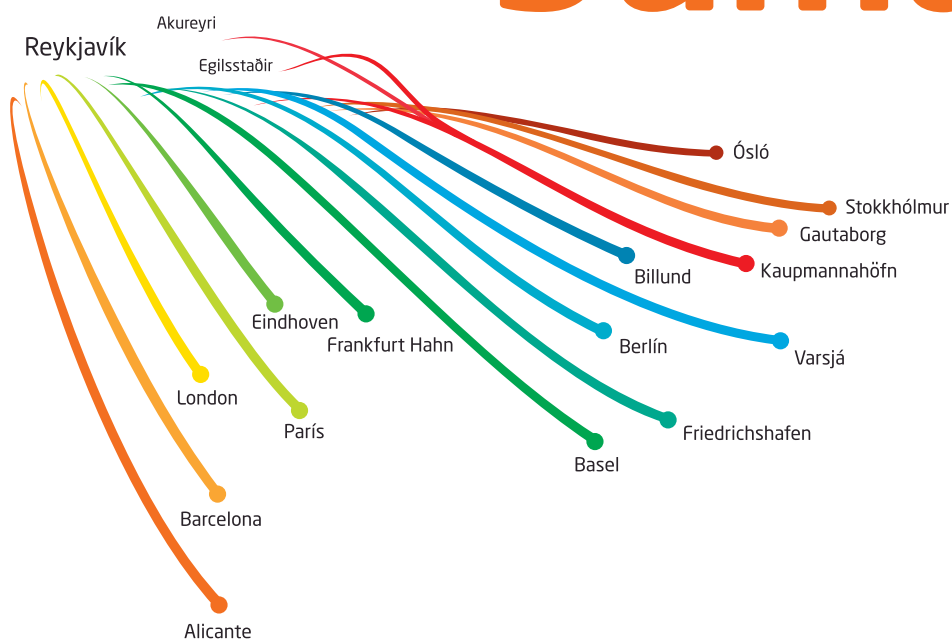 Akureyri
Reykjavík
Egilsstaðir
Ósló
Stokkhólmur
Gautaborg
Kaupmannahöfn
Billund
Eindhoven
Frankfurt Hahn
Berlín
Varsjá
London
París
Friedrichshafen
Basel
Barcelona
Alicante